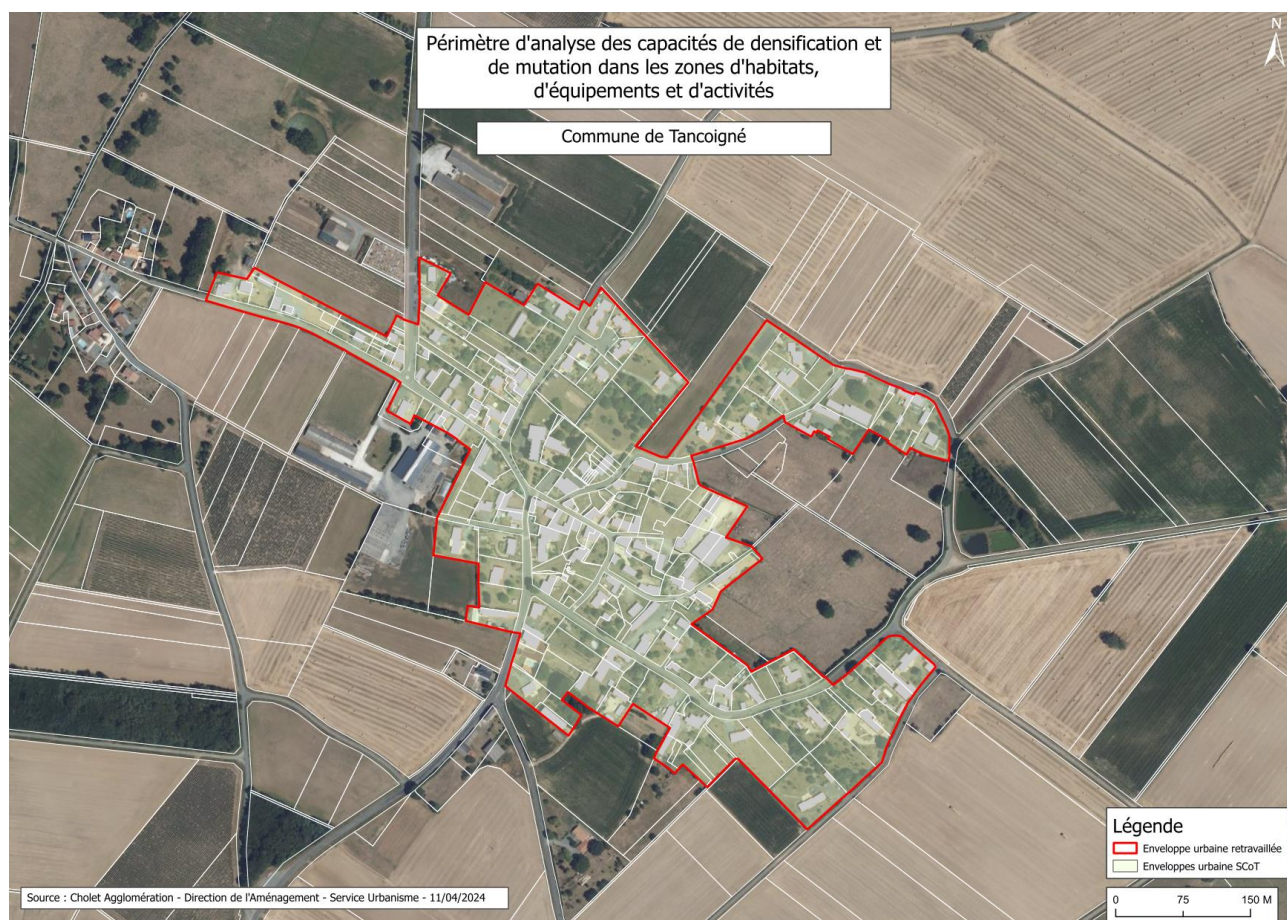 Périmètre d'analyse des capacités de densification et
de mutation dans les zones d'habitats,
d'équipements et d'activités
Commune de Tancoigné
N
Légende
Enveloppe urbaine retravaillée
Enveloppes urbaine SCoT
Source : Cholet Agglomération - Direction de l'Aménagement - Service Urbanisme - 11/04/2024
0 75 150 M